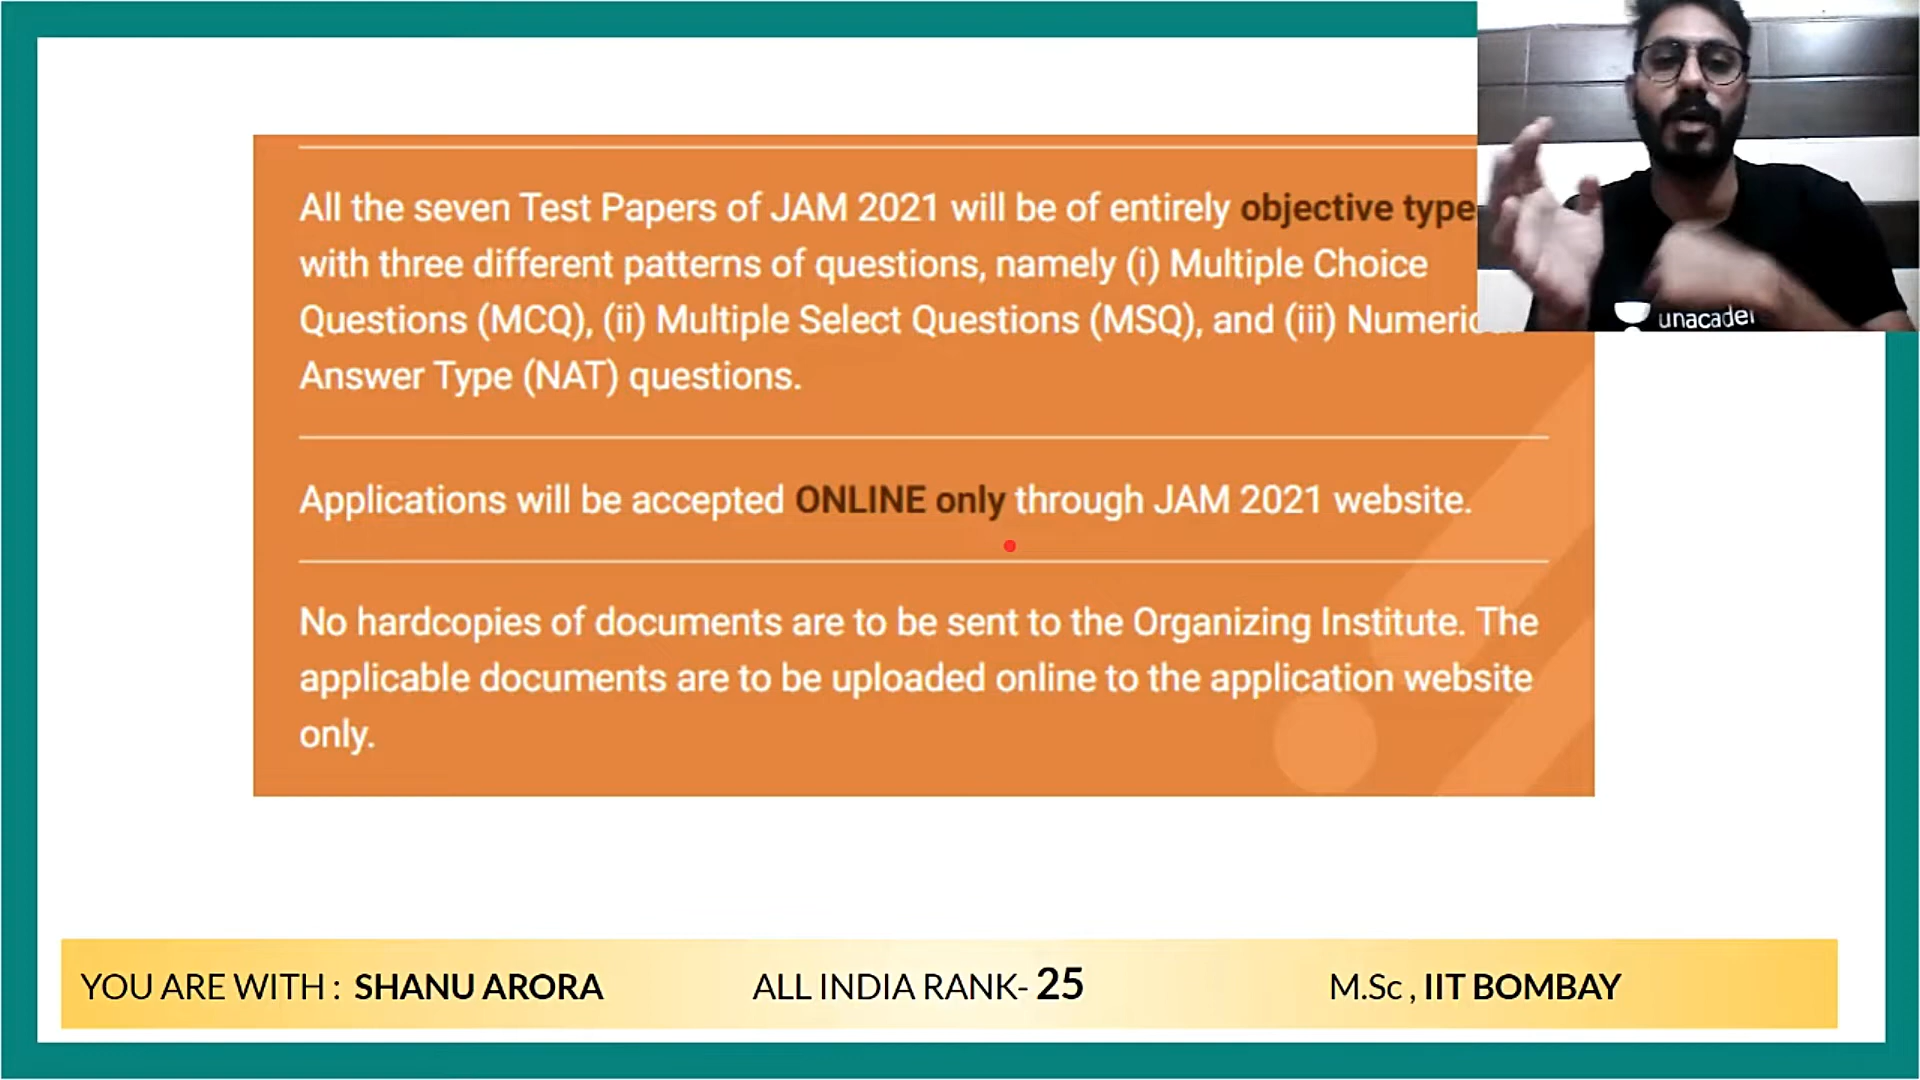 All the seven Test Papers of JAM 2021 will be of entirely objective type,
with three different patterns of questions, namely (i) Multiple Choice
Questions (MCQ), (ii) Multiple Select Questions (MSQ), and (iii)
Answer Type (NAT) questions.
Applications will be accepted ONLINE only through JAM 2021 website.
No hardcopies of documents are to be sent to the Organizing Institute. The
applicable documents are to be uploaded online to the application website
only.
YOU ARE WITH : SHANU ARORA ALL INDIA RANK- 25 M.Sc , IIT BOMBAY